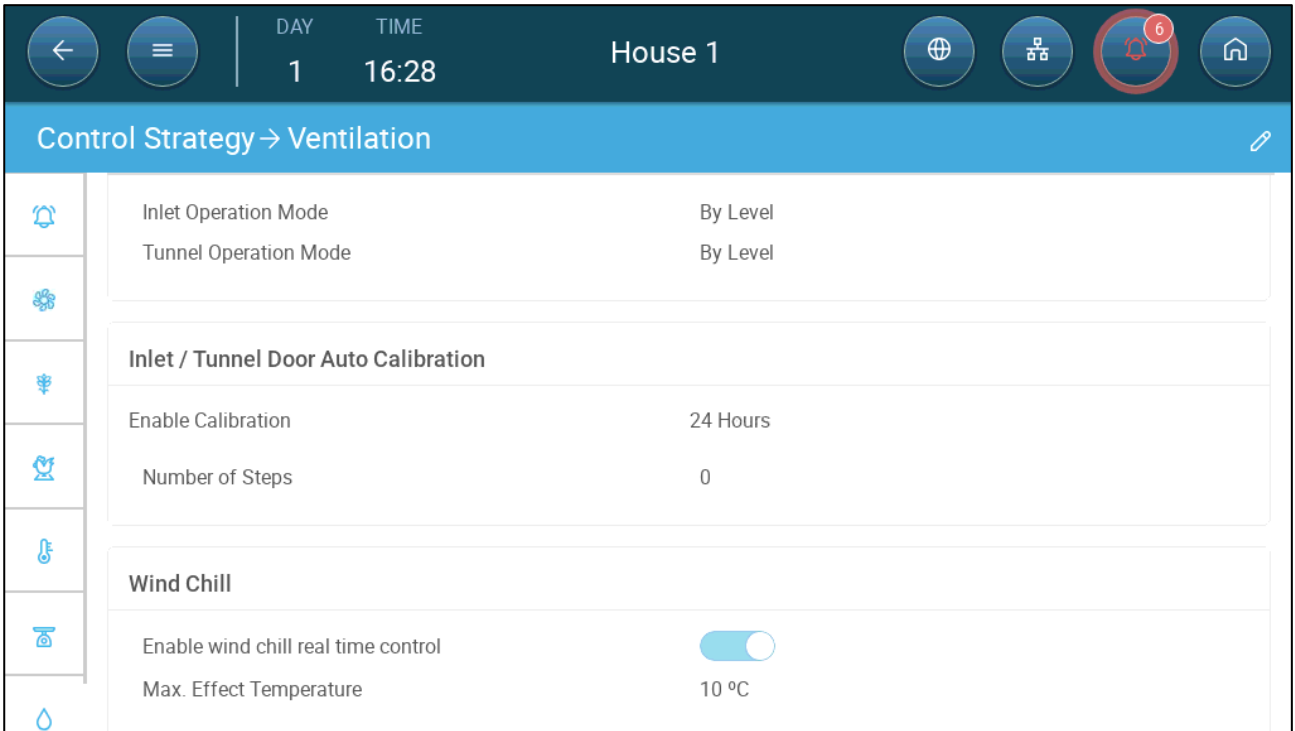 DAY TIME
1 16:28
House 1
6
Control Strategy→Ventilation
Inlet Operation Mode By Level
Tunnel Operation Mode By Level
Inlet / Tunnel Door Auto Calibration
Enable Calibration 24 Hours
Number of Steps 0
Wind Chill
Enable wind chill real time control
Max. Effect Temperature 10 ºC